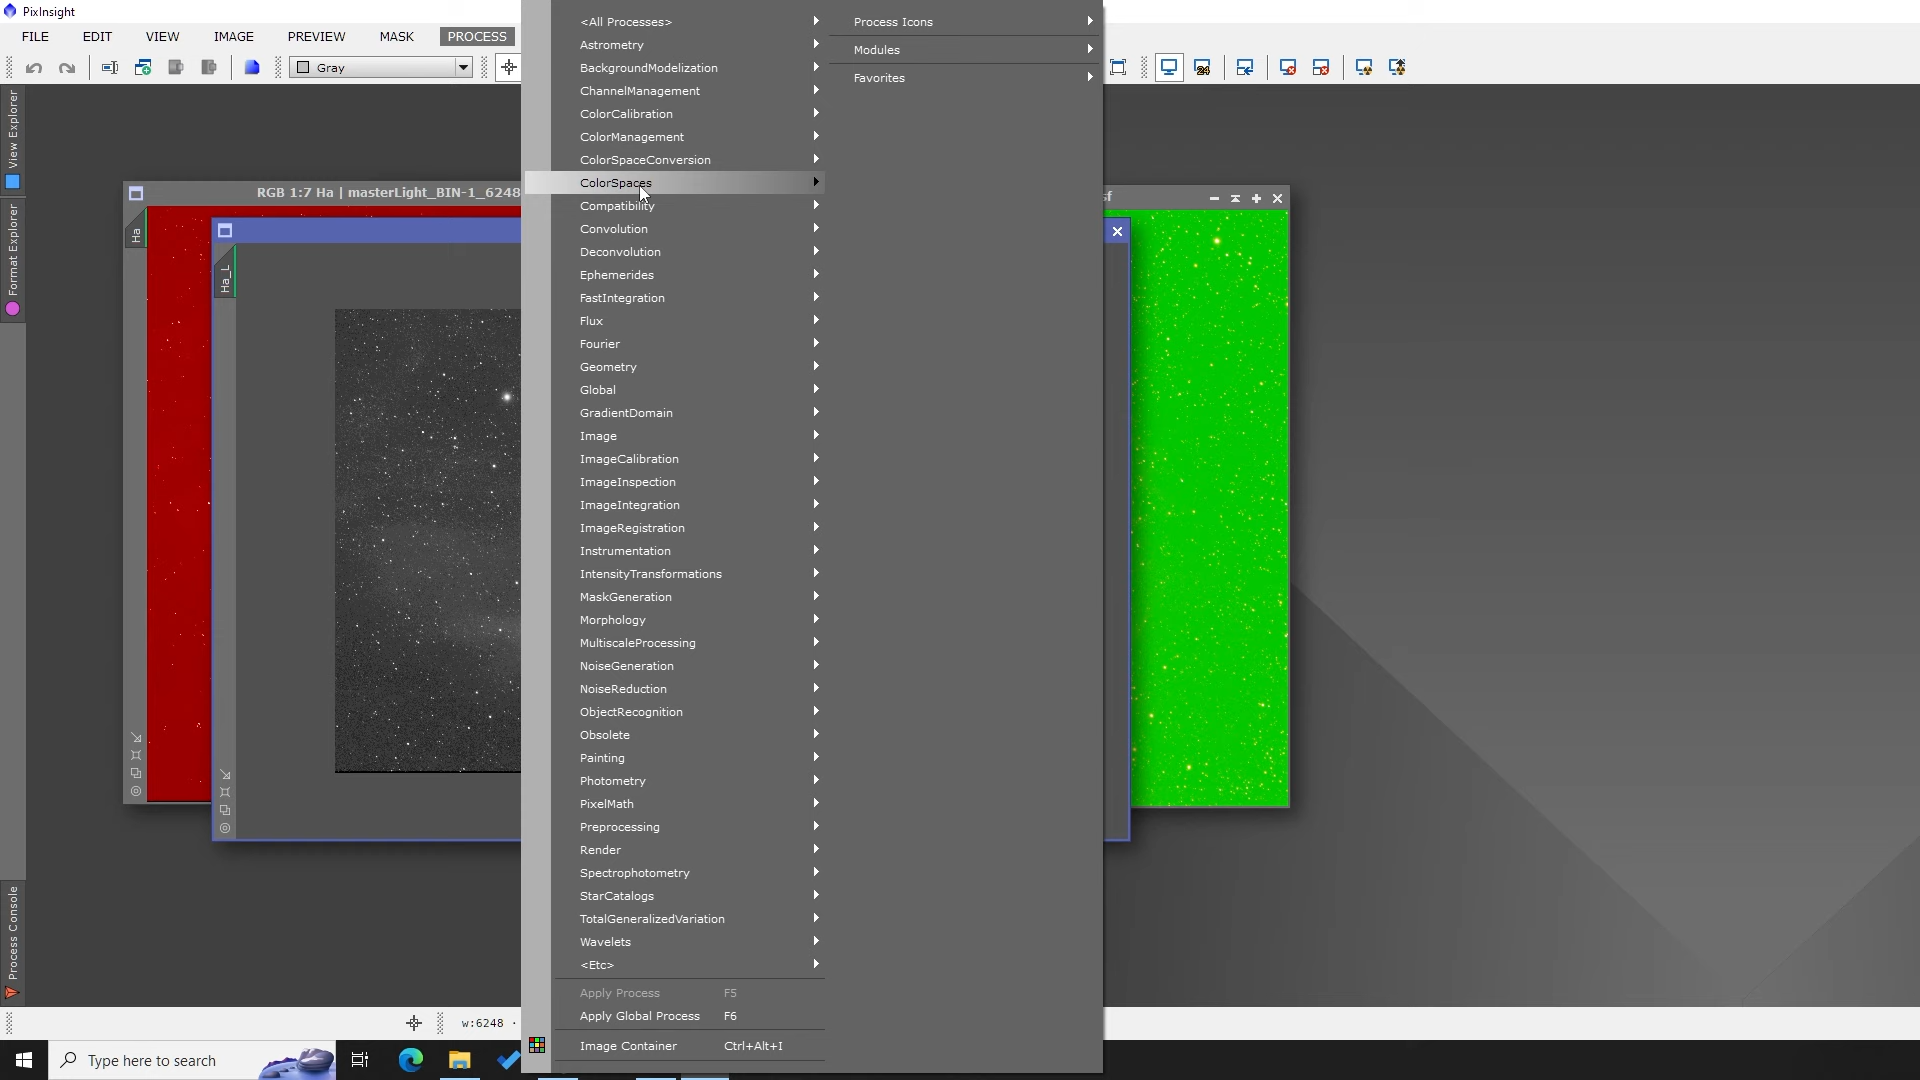 PixInsight
FILE EDIT VIEW IMAGE PREVIEW MASK PROCESS
Gray
24
View Explorer
Format Explorer
Process Console
RGB 1:7 Ha | masterLight_BIN-1_6248
Ha
Ha_L
sf
<All Processes>
Astrometry
BackgroundModelization
ChannelManagement
ColorCalibration
ColorManagement
ColorSpaceConversion
ColorSpaces
Compatibility
Convolution
Deconvolution
Ephemerides
FastIntegration
Flux
Fourier
Geometry
Global
GradientDomain
Image
ImageCalibration
ImageInspection
ImageIntegration
ImageRegistration
Instrumentation
IntensityTransformations
MaskGeneration
Morphology
MultiscaleProcessing
NoiseGeneration
NoiseReduction
ObjectRecognition
Obsolete
Painting
Photometry
PixelMath
Preprocessing
Render
Spectrophotometry
StarCatalogs
TotalGeneralizedVariation
Wavelets
<Etc>
Apply Process F5
Apply Global Process F6
Image Container Ctrl+Alt+I
Process Icons
Modules
Favorites
w:6248 ·
Type here to search